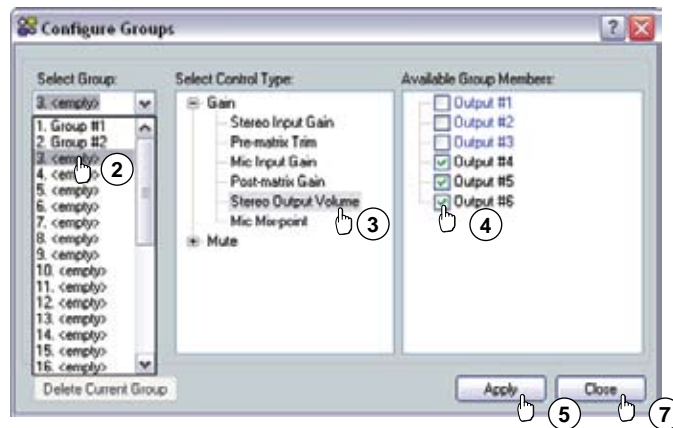 Configure Groups
Select Group:
3. <empty>
1. Group #1
2. Group #2
3. <empty>
4. <empty>
5. <empty>
6. <empty>
7. <empty>
8. <empty>
9. <empty>
10. <empty>
11. <empty>
12. <empty>
13. <empty>
14. <empty>
15. <empty>
16. <empty>
2
Delete Current Group
Select Control Type:
Gain
Stereo Input Gain
Pre-matrix Trim
Mic Input Gain
Post-matrix Gain
Stereo Output Volume
Mic Mix-point
Mute
3
Available Group Members:
Output #1
Output #2
Output #3
Output #4
Output #5
Output #6
4
Apply
Close
5
7